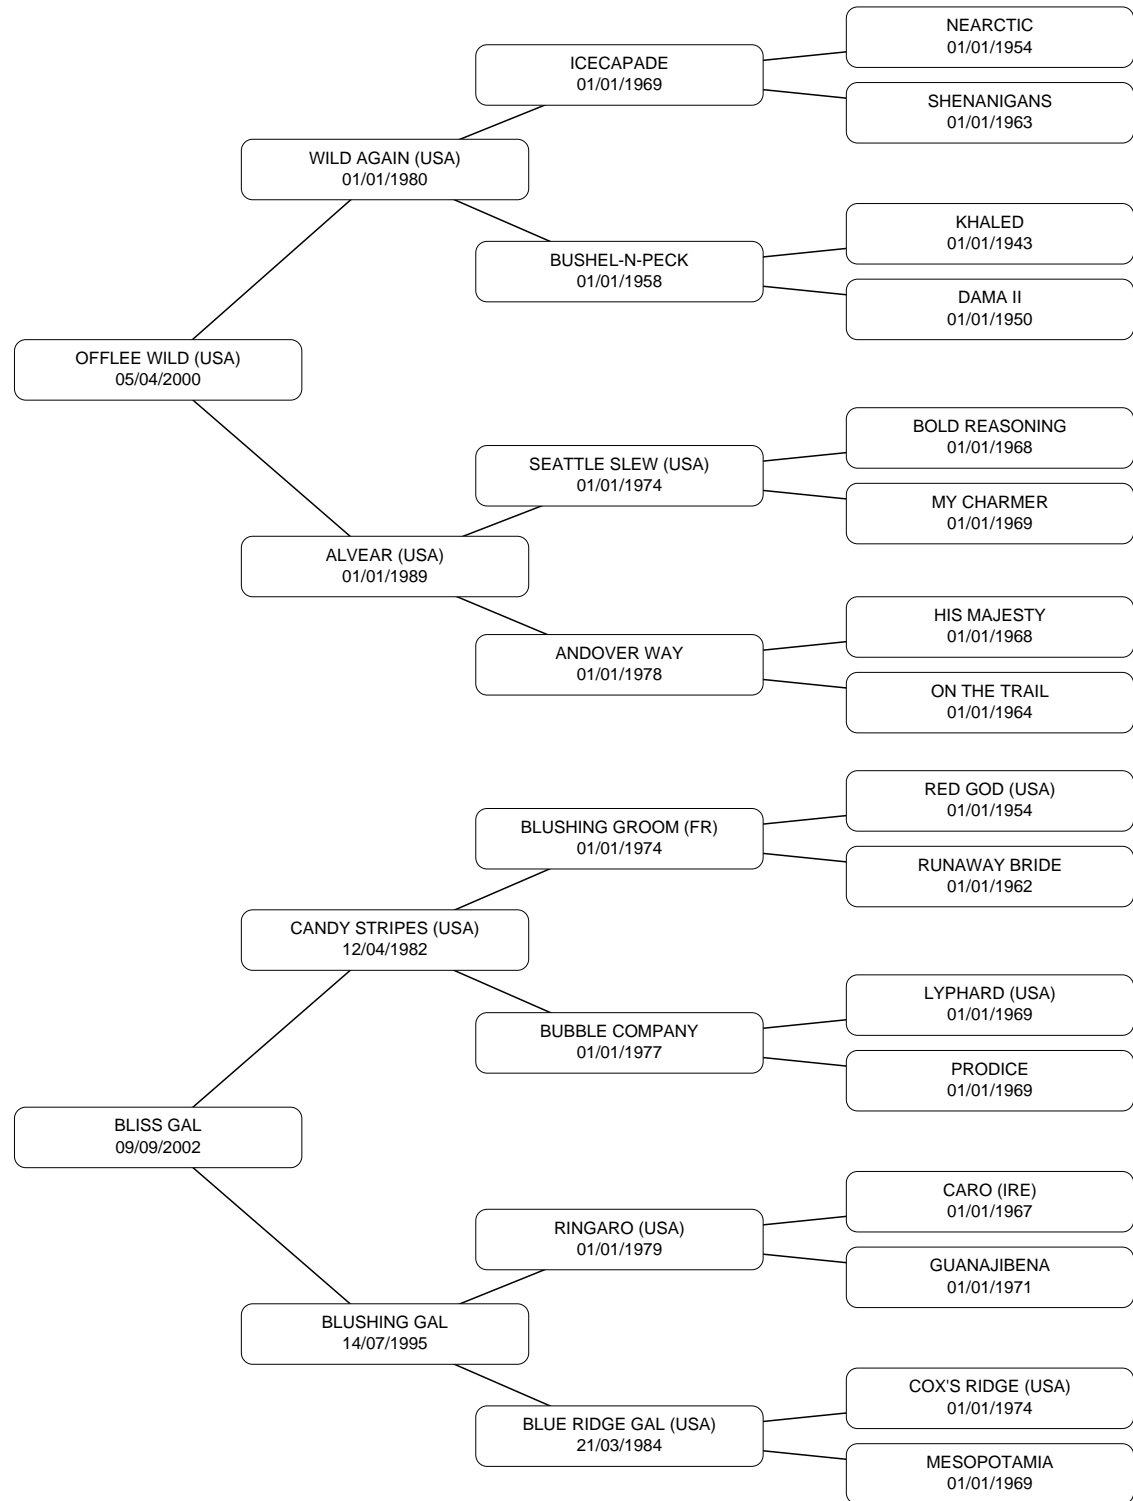 NEARCTIC
01/01/1954
ICECAPADE
01/01/1969
SHENANIGANS
01/01/1963
WILD AGAIN (USA)
01/01/1980
KHALED
01/01/1943
BUSHEL-N-PECK
01/01/1958
DAMA II
01/01/1950
OFFLEE WILD (USA)
05/04/2000
BOLD REASONING
01/01/1968
SEATTLE SLEW (USA)
01/01/1974
MY CHARMER
01/01/1969
ALVEAR (USA)
01/01/1989
HIS MAJESTY
01/01/1968
ANDOVER WAY
01/01/1978
ON THE TRAIL
01/01/1964
RED GOD (USA)
01/01/1954
BLUSHING GROOM (FR)
01/01/1974
RUNAWAY BRIDE
01/01/1962
CANDY STRIPES (USA)
12/04/1982
LYPHARD (USA)
01/01/1969
BUBBLE COMPANY
01/01/1977
PRODICE
01/01/1969
BLISS GAL
09/09/2002
CARO (IRE)
01/01/1967
RINGARO (USA)
01/01/1979
GUANAJIBENA
01/01/1971
BLUSHING GAL
14/07/1995
COX'S RIDGE (USA)
01/01/1974
BLUE RIDGE GAL (USA)
21/03/1984
MESOPOTAMIA
01/01/1969